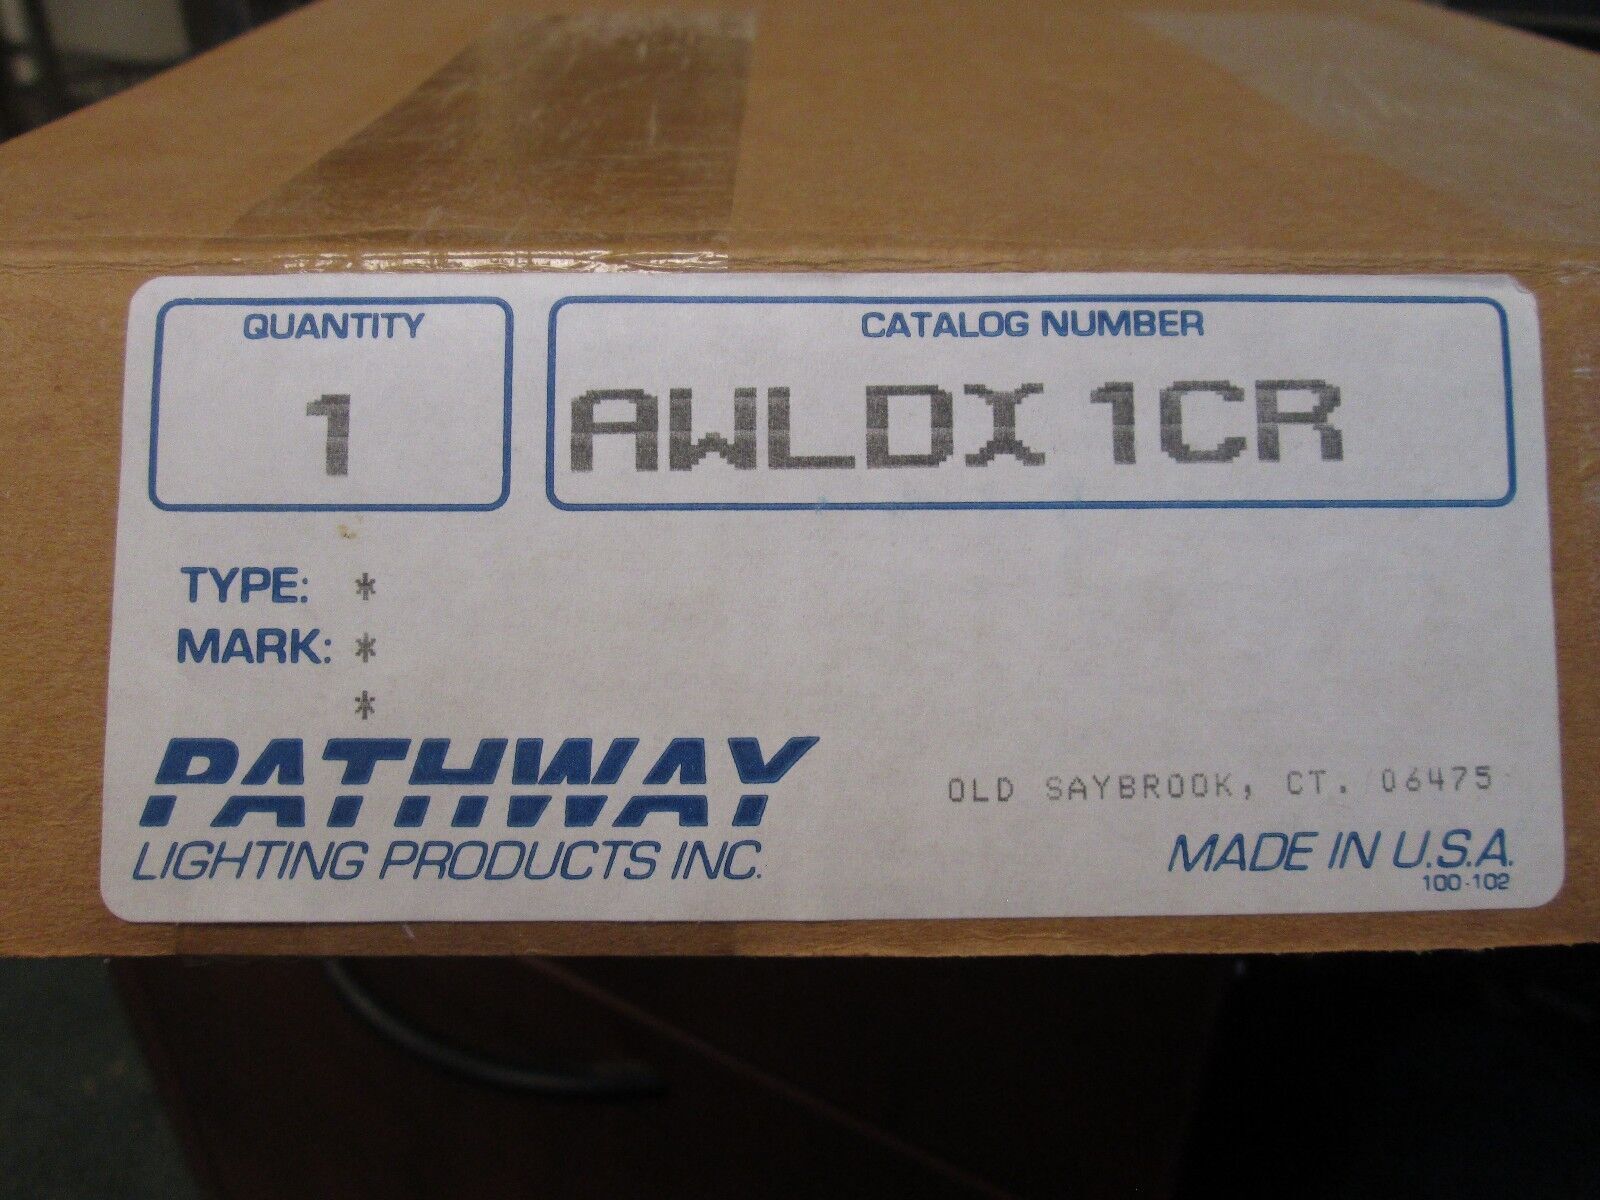 QUANTITY
1
CATALOG NUMBER
AWLDX 1CR
TYPE: *
MARK: *
*
PATHWAY
LIGHTING PRODUCTS INC.
OLD SAYBROOK, CT. 06475
MADE IN U.S.A.
100-102